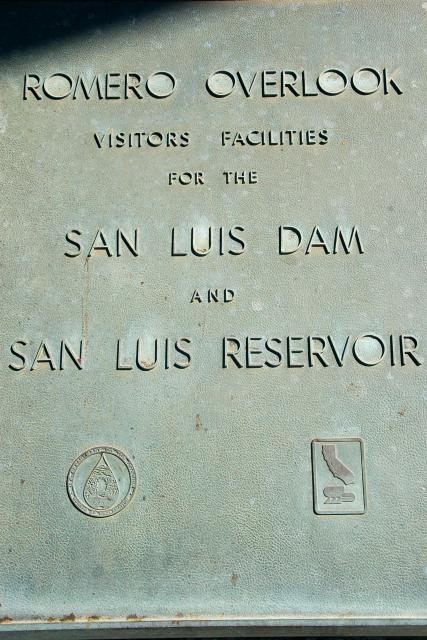 ROMERO OVERLOOK
VISITORS FACILITIES
FOR THE
SAN LUIS DAM
AND
SAN LUIS RESERVOIR